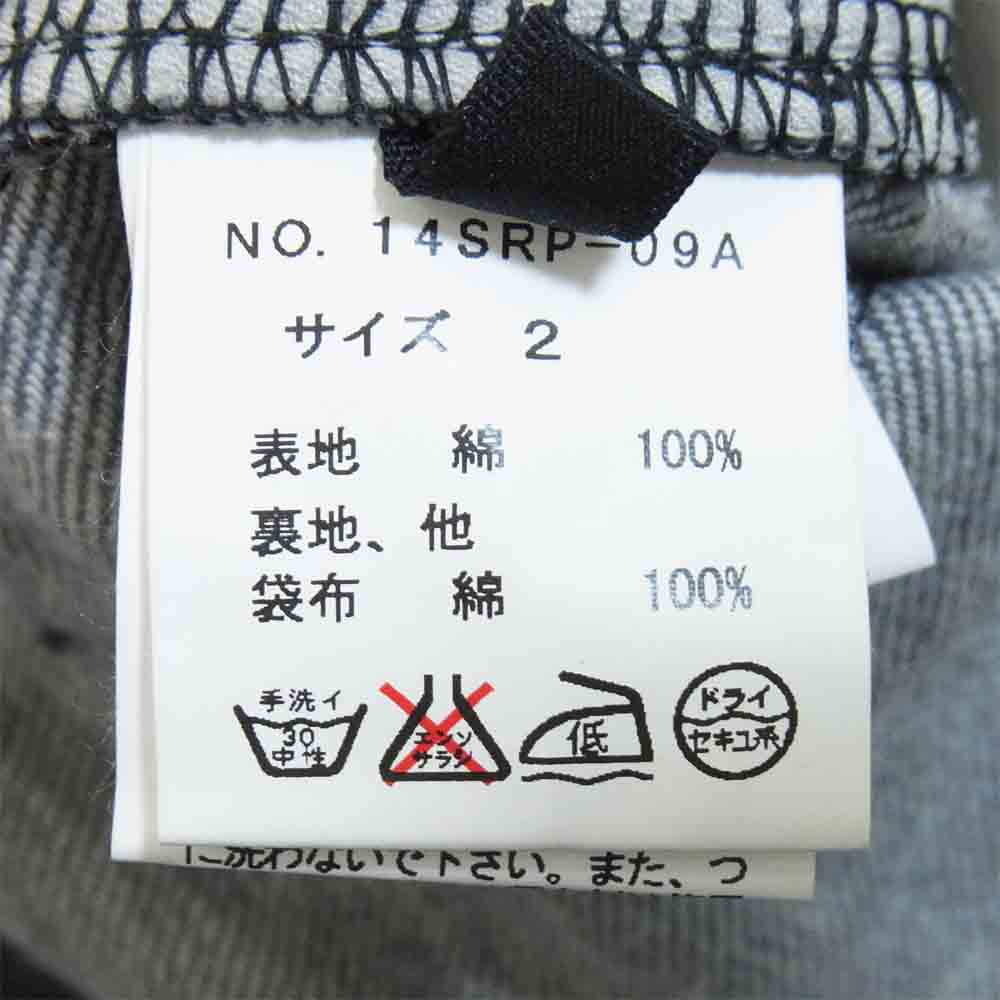 NO. 14SRP-09A
サイズ 2
表地 綿 100%
裏地、他
袋布 綿 100%
手洗イ
30
中性
エンソ
サラシ
低
ドライ
セキユ系
に洗わないで下さい。また、つ